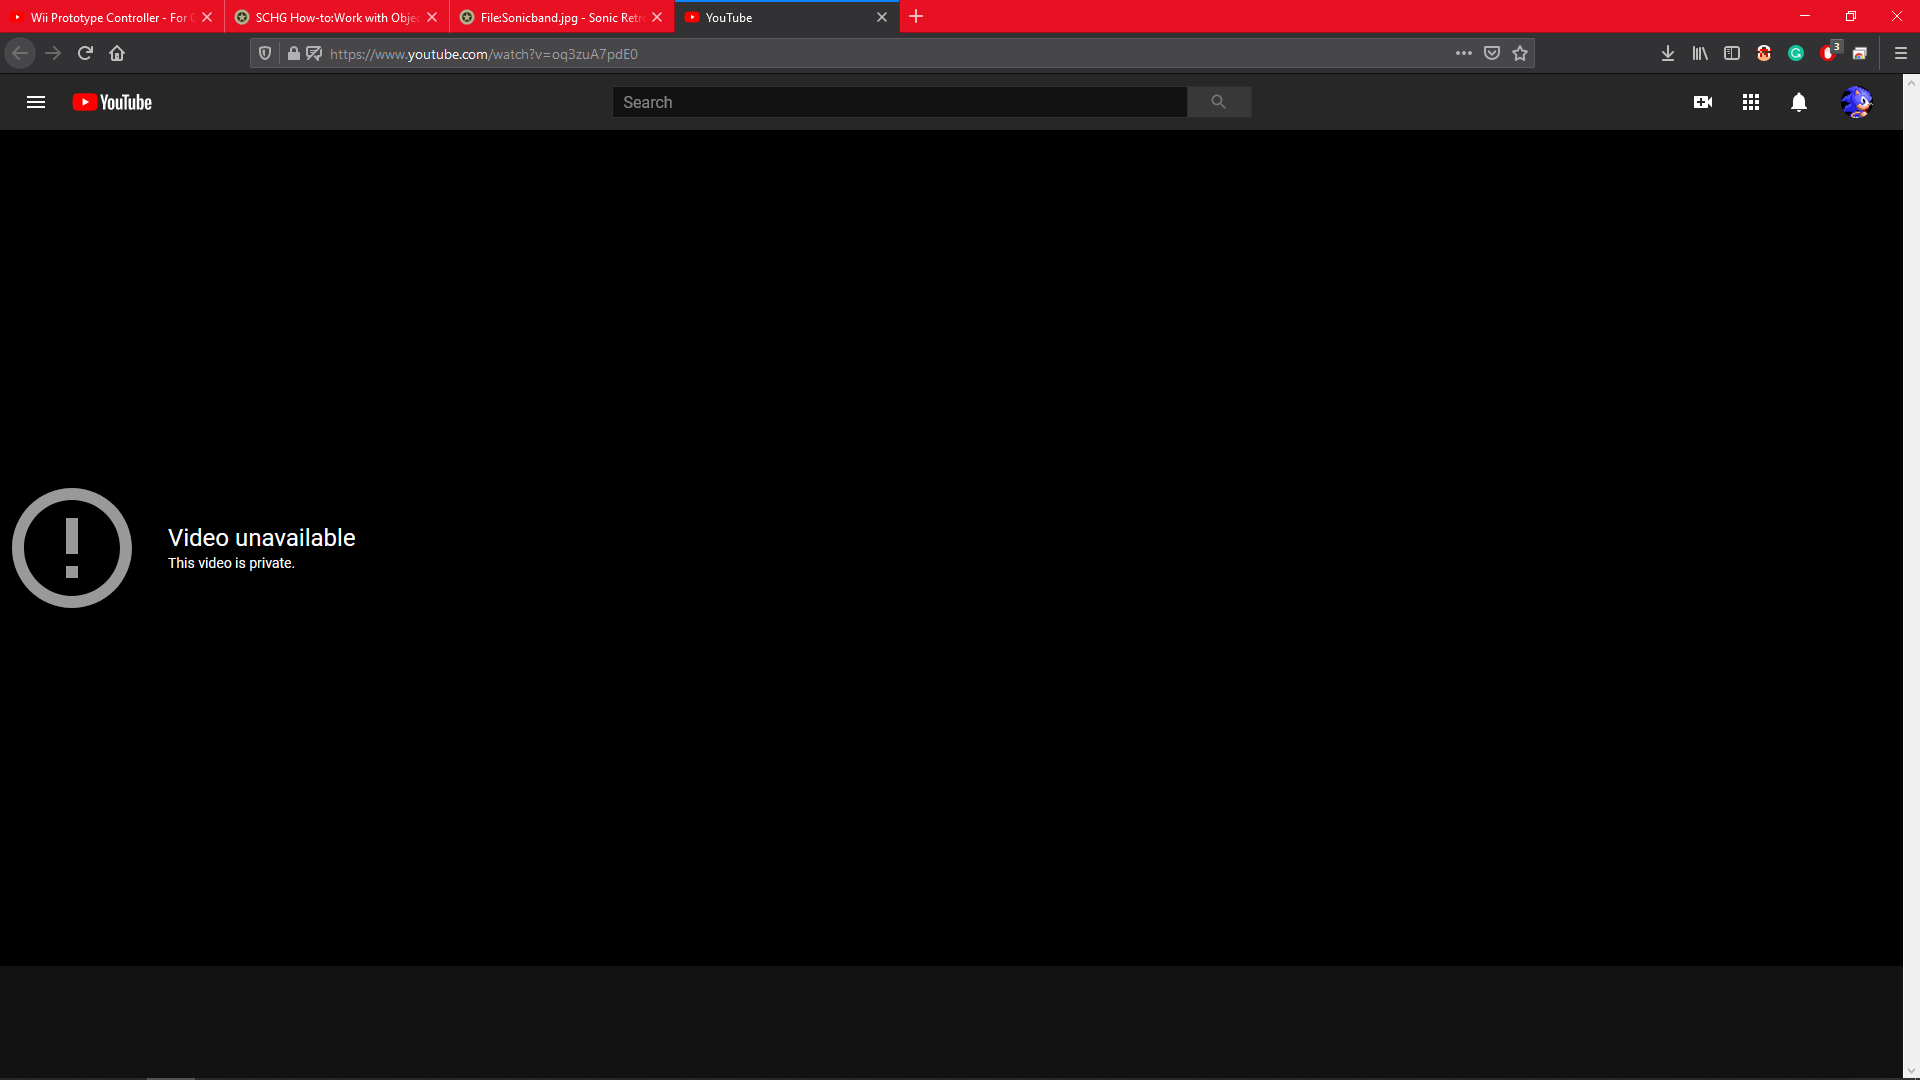 Wii Prototype Controller - For G
SCHG How-to:Work with Objec
File:Sonicband.jpg - Sonic Retr
YouTube
https://www.youtube.com/watch?v=oq3zuA7pdE0
3
YouTube
Search
Video unavailable
This video is private.